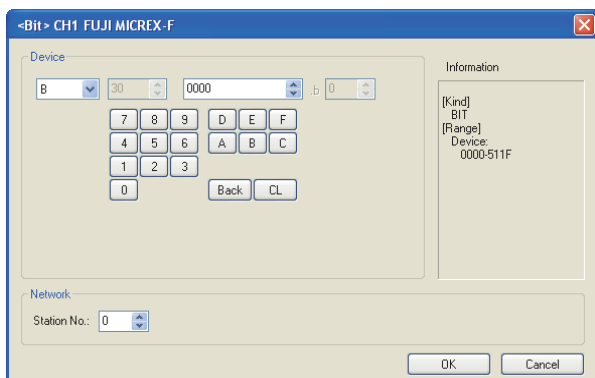 <Bit> CH1 FUJI MICREX-F
Device
B 30 0000 .b 0
7 8 9 D E F
4 5 6 A B C
1 2 3
0 Back CL
Information
[Kind]
BIT
[Range]
Device:
0000-511F
Network
Station No.: 0
OK Cancel